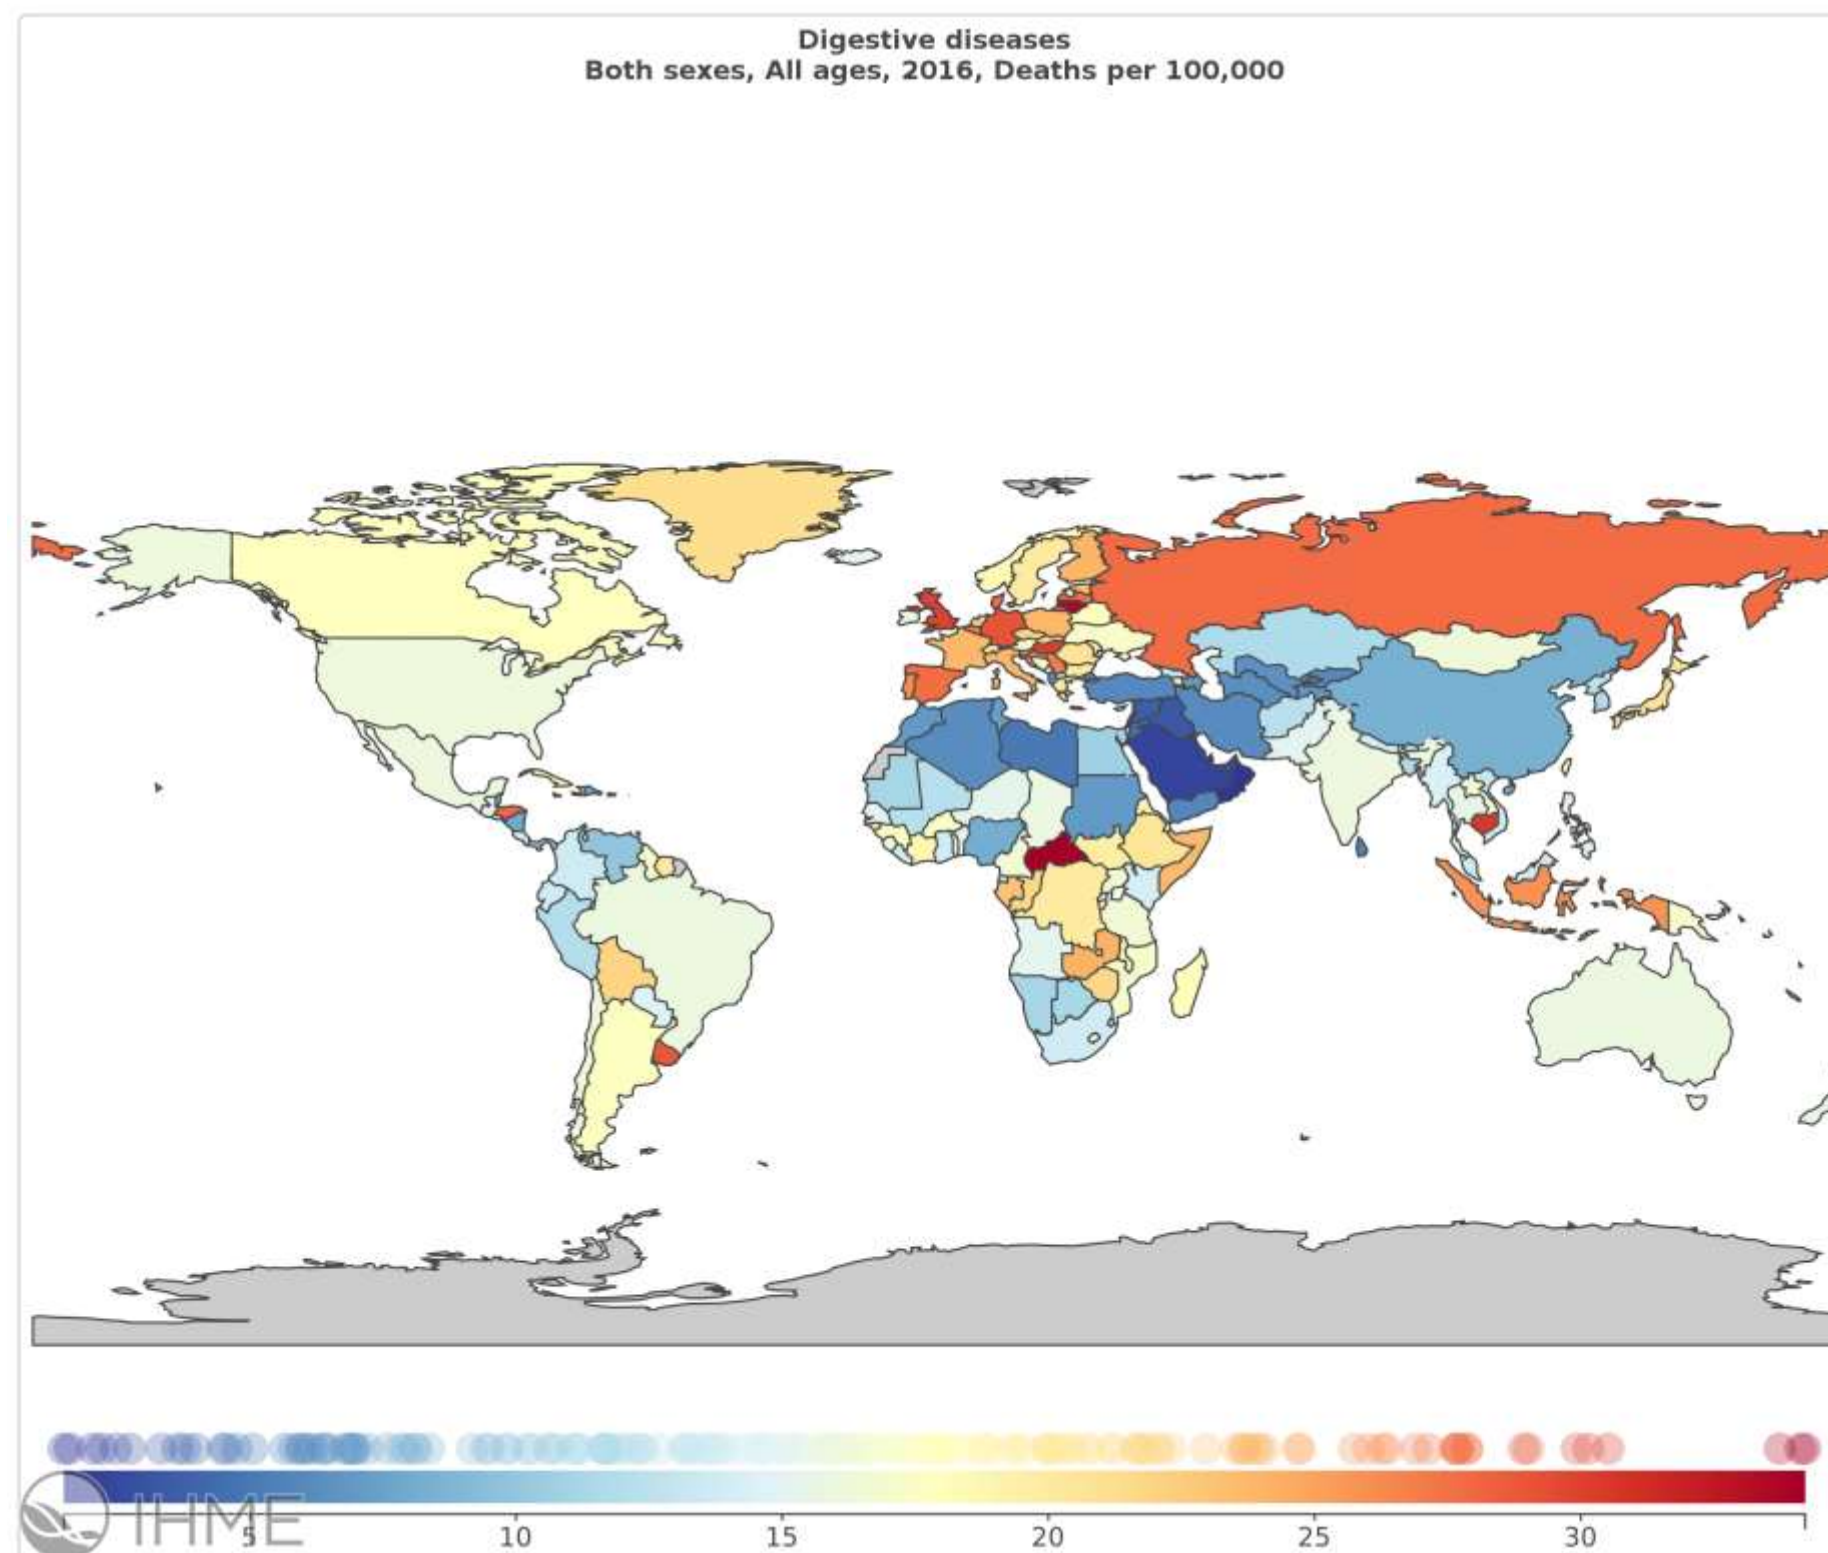 Digestive diseases
Both sexes, All ages, 2016, Deaths per 100,000
IHME
5 10 15 20 25 30